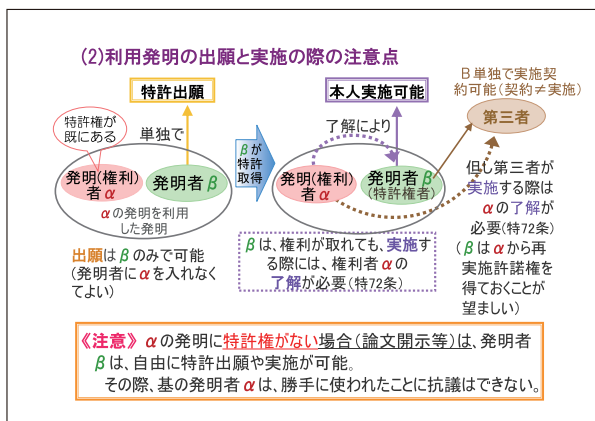 (2)利用発明の出願と実施の際の注意点
特許出願
特許権が
既にある
単独で
発明(権利)
者α
発明者 β
αの発明を利用
した発明
出願はβのみで可能
(発明者にαを入れなく
てよい)
βが
特許
取得
本人実施可能
了解により
発明(権利)
者α
発明者 β
(特許権者)
βは、権利が取れても、実施す
る際には、権利者αの
了解が必要(特72条)
B単独で実施契
約可能(契約≠実施)
第三者
但し第三者が
実施する際は
αの了解が
必要(特72条)
(βはαから再
実施許諾権を
得ておくことが
望ましい)
《注意》 αの発明に特許権がない場合(論文開示等)は、発明者
βは、自由に特許出願や実施が可能。
その際、基の発明者αは、勝手に使われたことに抗議はできない。